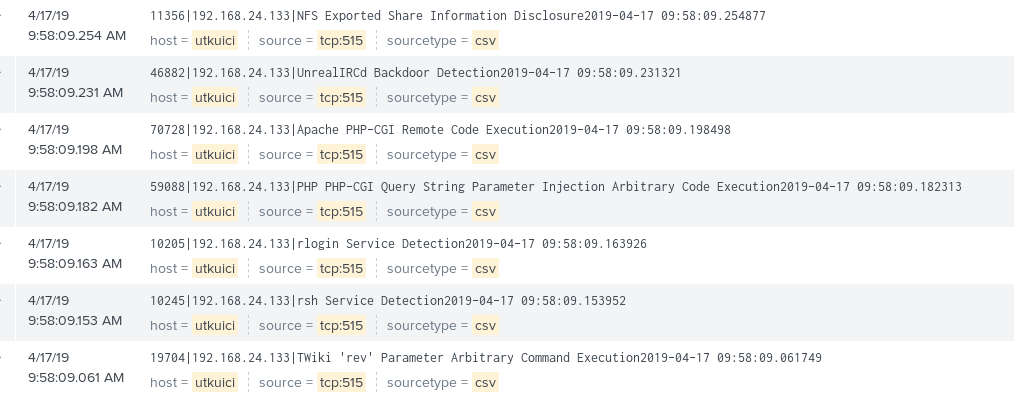 4/17/19 11356|192.168.24.133|NFS Exported Share Information Disclosure2019-04-17 09:58:09.254877
9:58:09.254 AM host = utkuici source = tcp:515 sourcetype = csv
4/17/19 46882|192.168.24.133|UnrealIRCd Backdoor Detection2019-04-17 09:58:09.231321
9:58:09.231 AM host = utkuici source = tcp:515 sourcetype = csv
4/17/19 70728|192.168.24.133|Apache PHP-CGI Remote Code Execution2019-04-17 09:58:09.198498
9:58:09.198 AM host = utkuici source = tcp:515 sourcetype = csv
4/17/19 59088|192.168.24.133|PHP PHP-CGI Query String Parameter Injection Arbitrary Code Execution2019-04-17 09:58:09.182313
9:58:09.182 AM host = utkuici source = tcp:515 sourcetype = csv
4/17/19 10205|192.168.24.133|rlogin Service Detection2019-04-17 09:58:09.163926
9:58:09.163 AM host = utkuici source = tcp:515 sourcetype = csv
4/17/19 10245|192.168.24.133|rsh Service Detection2019-04-17 09:58:09.153952
9:58:09.153 AM host = utkuici source = tcp:515 sourcetype = csv
4/17/19 19704|192.168.24.133|TWiki 'rev' Parameter Arbitrary Command Execution2019-04-17 09:58:09.061749
9:58:09.061 AM host = utkuici source = tcp:515 sourcetype = csv